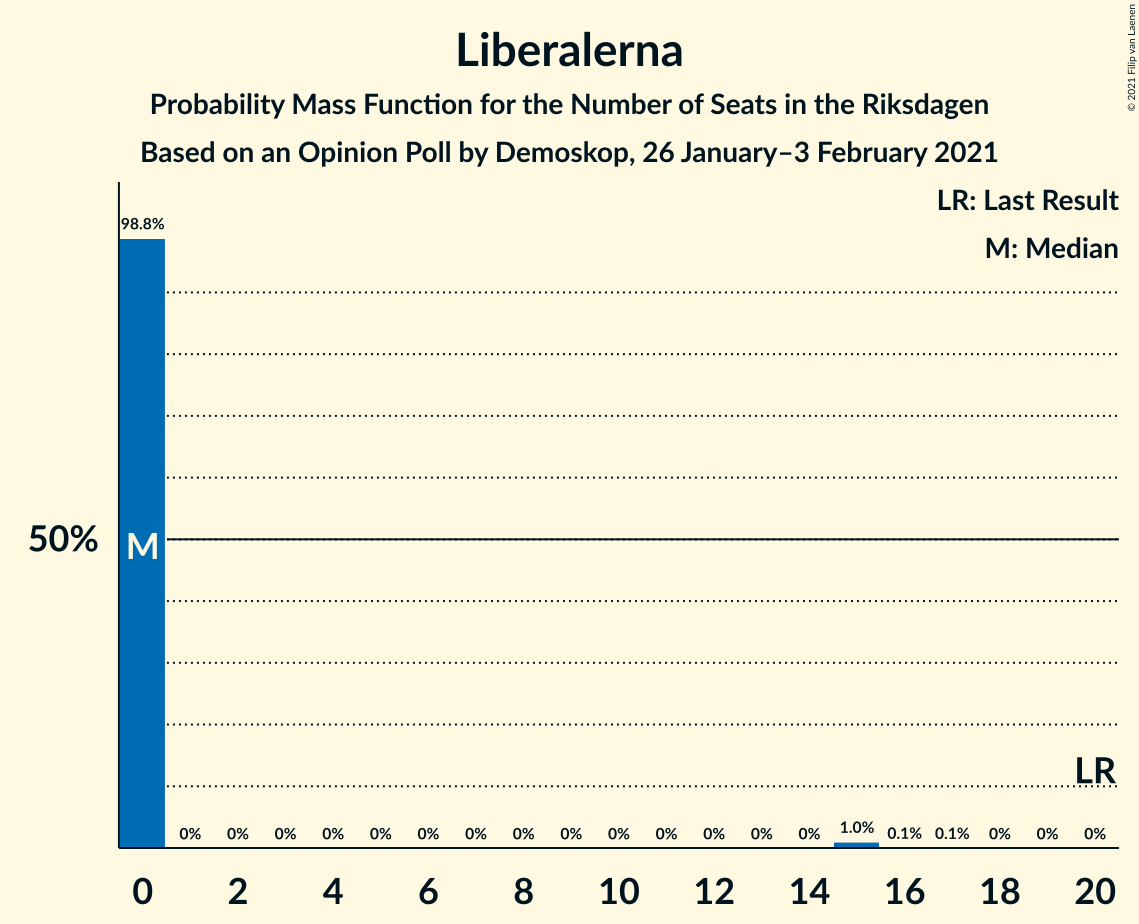 Liberalerna
Probability Mass Function for the Number of Seats in the Riksdagen
Based on an Opinion Poll by Demoskop, 26 January–3 February 2021
© 2021 Filip van Laenen
LR: Last Result
M: Median
98.8%
50%
M
LR
0% 0% 0% 0% 0% 0% 0% 0% 0% 0% 0% 0% 0% 0% 1.0% 0.1% 0.1% 0% 0% 0%
0 2 4 6 8 10 12 14 16 18 20